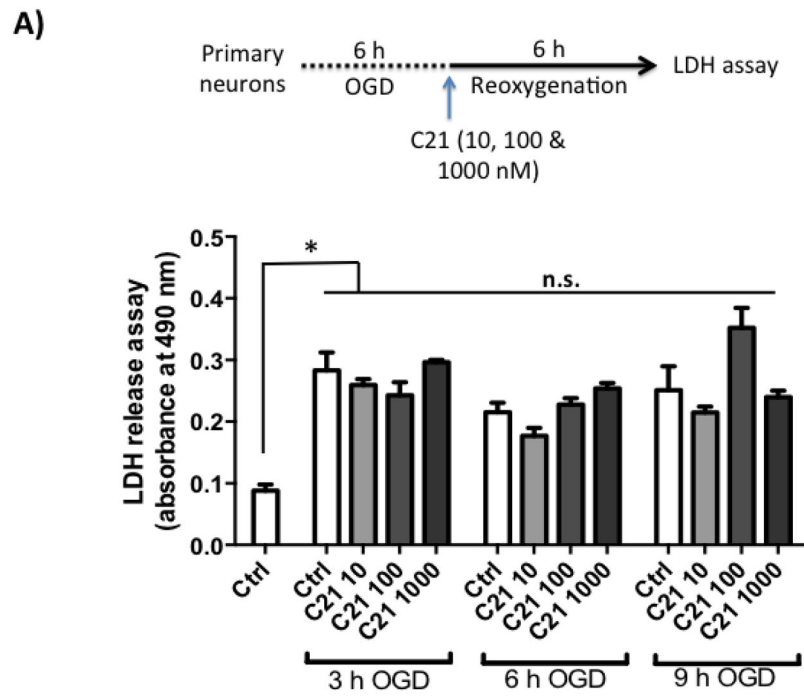 A)
Primary
neurons
6 h
OGD
6 h
Reoxygenation
LDH assay
C21 (10, 100 &
1000 nM)
LDH release assay
(absorbance at 490 nm)
0.5
0.4
0.3
0.2
0.1
0.0
*
n.s.
Ctrl
Ctrl
C21 10
C21 100
C21 1000
Ctrl
C21 10
C21 100
C21 1000
Ctrl
C21 10
C21 100
C21 1000
3 h OGD
6 h OGD
9 h OGD